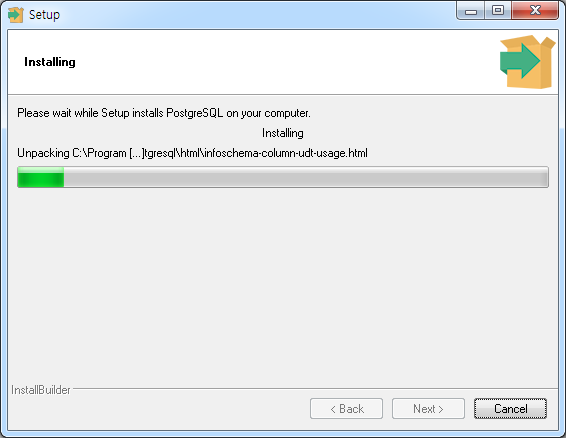 Setup
Installing
Please wait while Setup installs PostgreSQL on your computer.
Installing
Unpacking C:\Program [...]tgresql\html\infoschema-column-udt-usage.html
InstallBuilder
< Back
Next >
Cancel